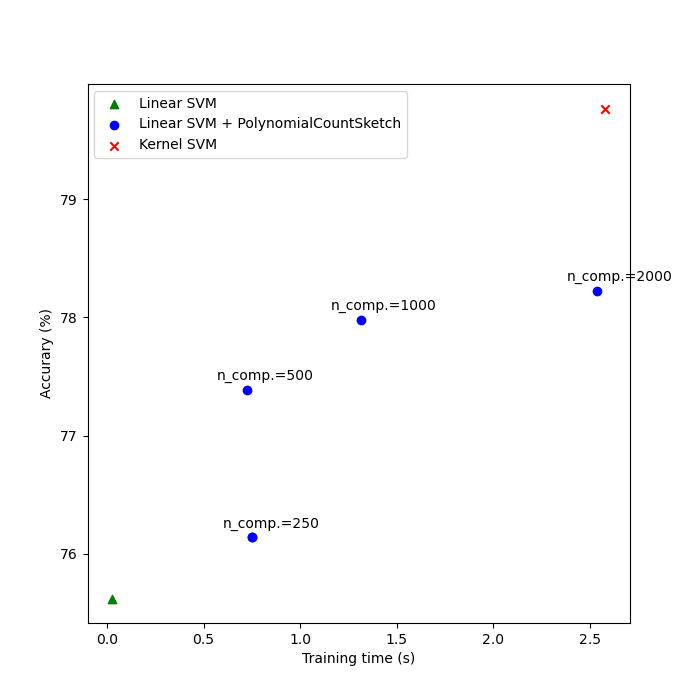 Linear SVM
Linear SVM + PolynomialCountSketch
Kernel SVM
n_comp.=2000
n_comp.=1000
n_comp.=500
n_comp.=250
79
78
77
76
Accurary (%)
0.0 0.5 1.0 1.5 2.0 2.5
Training time (s)